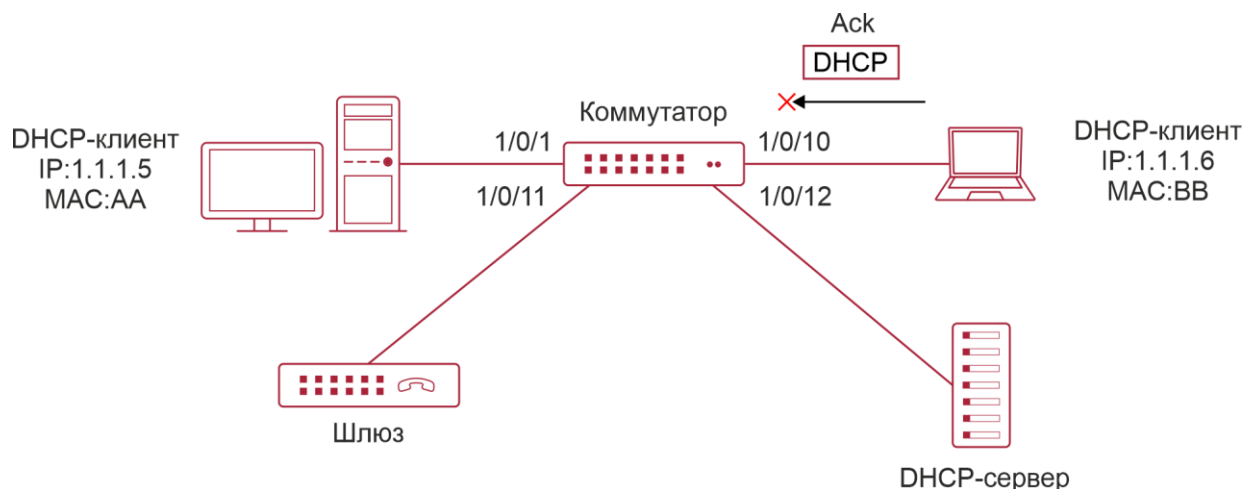 Ack
DHCP
Коммутатор
DHCP-клиент
IP:1.1.1.5
MAC:AA
1/0/1
1/0/10
1/0/11
1/0/12
DHCP-клиент
IP:1.1.1.6
MAC:BB
Шлюз
DHCP-сервер